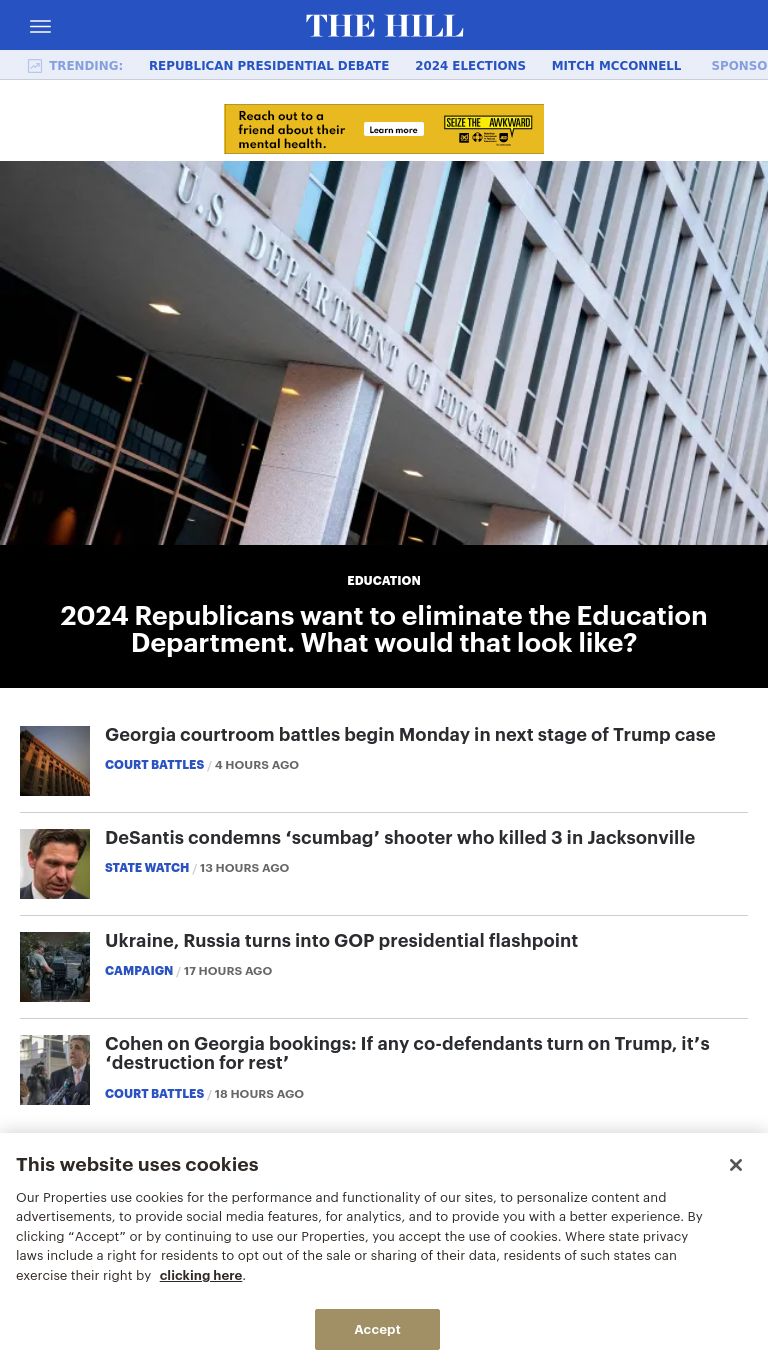 THE HILL
TRENDING: REPUBLICAN PRESIDENTIAL DEBATE 2024 ELECTIONS MITCH MCCONNELL SPONSO
Reach out to a
friend about their
mental health.
Learn more
SEIZE THE AWKWARD
U.S. DEPARTMENT OF EDUCATION
EDUCATION
2024 Republicans want to eliminate the Education
Department. What would that look like?
Georgia courtroom battles begin Monday in next stage of Trump case
COURT BATTLES / 4 HOURS AGO
DeSantis condemns ‘scumbag’ shooter who killed 3 in Jacksonville
STATE WATCH / 13 HOURS AGO
Ukraine, Russia turns into GOP presidential flashpoint
CAMPAIGN / 17 HOURS AGO
Cohen on Georgia bookings: If any co-defendants turn on Trump, it’s
‘destruction for rest’
COURT BATTLES / 18 HOURS AGO
This website uses cookies
Our Properties use cookies for the performance and functionality of our sites, to personalize content and
advertisements, to provide social media features, for analytics, and to provide you with a better experience. By
clicking “Accept” or by continuing to use our Properties, you accept the use of cookies. Where state privacy
laws include a right for residents to opt out of the sale or sharing of their data, residents of such states can
exercise their right by clicking here.
Accept